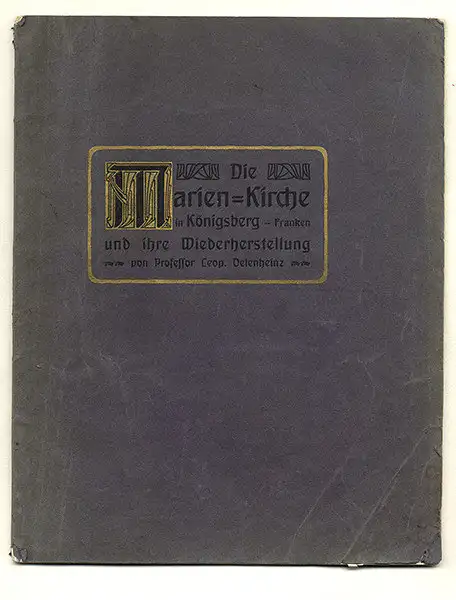 Die
Marien=Kirche
in Königsberg – Franken
und ihre Wiederherstellung
von Profeſſor Leop. Oelenheinz